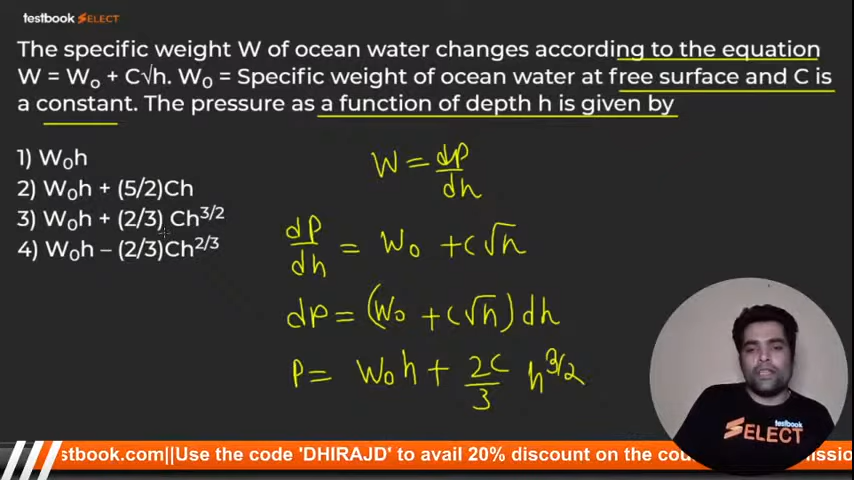 testbook SELECT
The specific weight W of ocean water changes according to the equation
W = W₀ + C√h. W₀ = Specific weight of ocean water at free surface and C is
a constant. The pressure as a function of depth h is given by
1) W₀h
2) W₀h + (5/2)Ch
3) W₀h + (2/3) Ch^3/2
4) W₀h – (2/3)Ch^2/3
W = dP/dh
dP/dh = W₀ + C√h
dP = (W₀ + C√h) dh
P = W₀h + 2C/3 h^3/2
testbook
SELECT
stbook.com||Use the code 'DHIRAJD' to avail 20% discount on the cou